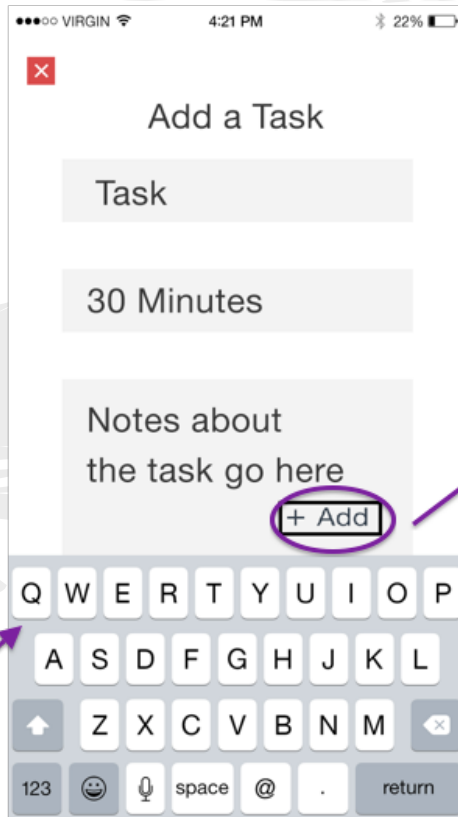 VIRGIN 4:21 PM 22%
Add a Task
Task
30 Minutes
Notes about
the task go here
+ Add
Q W E R T Y U I O P
A S D F G H J K L
Z X C V B N M
123 space @ . return